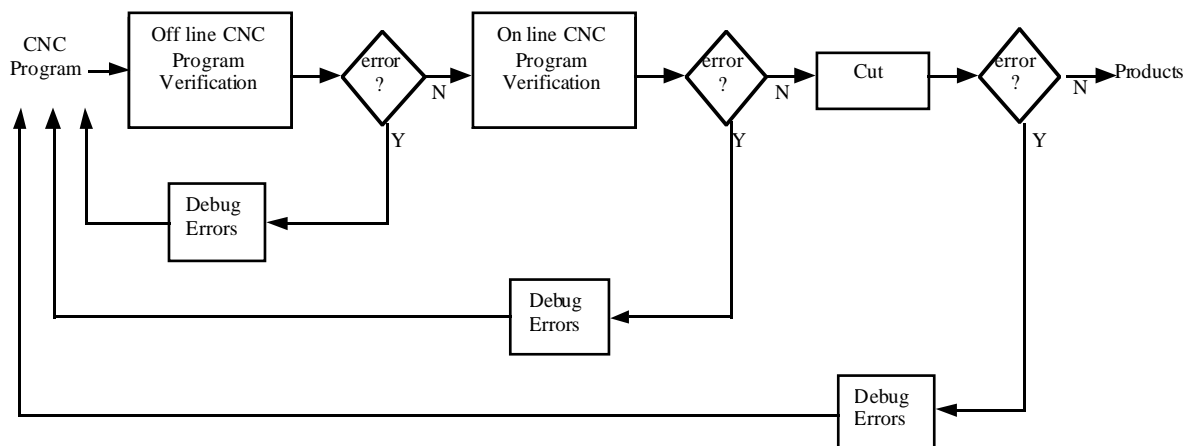 CNC
Program
Off line CNC
Program
Verification
error
?
N
Y
On line CNC
Program
Verification
error
?
N
Y
Cut
error
?
N
Y
Products
Debug
Errors
Debug
Errors
Debug
Errors